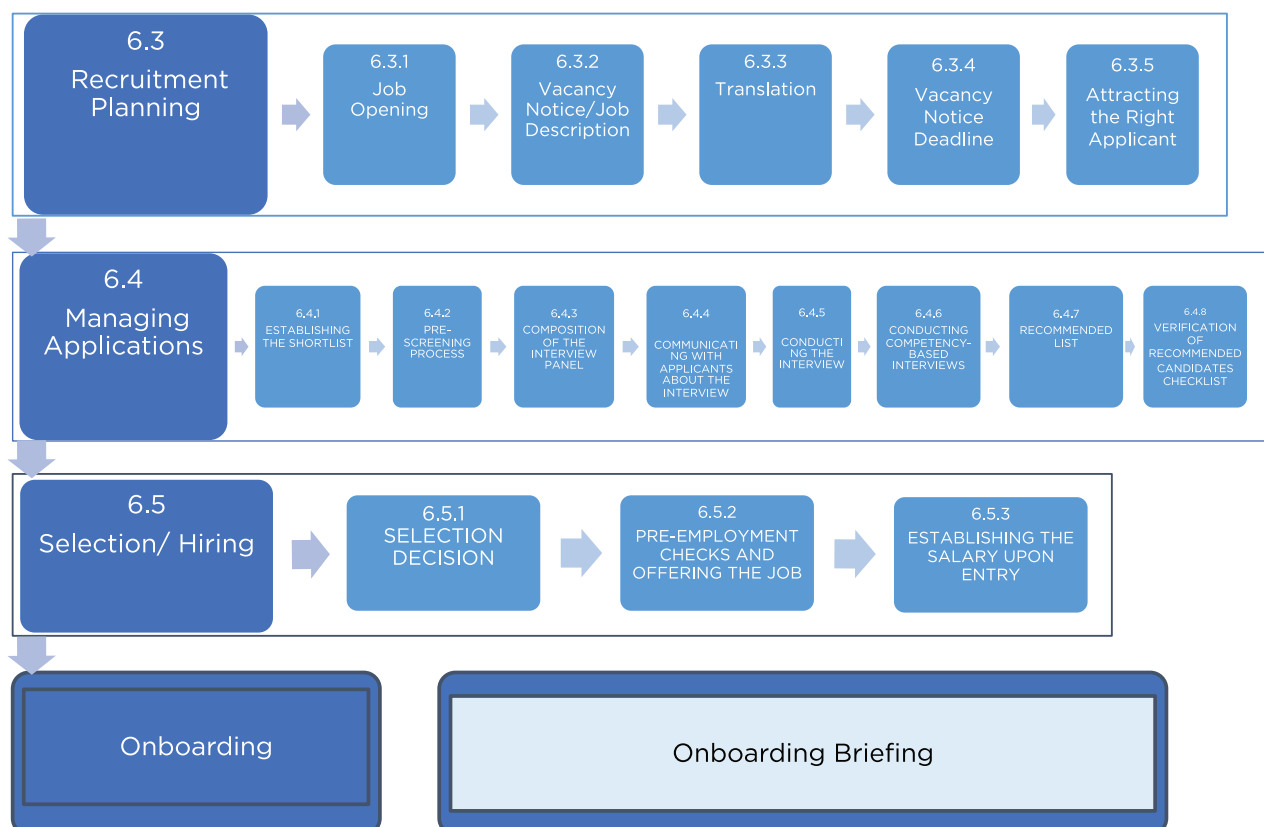 6.3
Recruitment
Planning
6.3.1
Job
Opening
6.3.2
Vacancy
Notice/Job
Description
6.3.3
Translation
6.3.4
Vacancy
Notice
Deadline
6.3.5
Attracting
the Right
Applicant
6.4
Managing
Applications
6.4.1
ESTABLISHING
THE SHORTLIST
6.4.2
PRE-
SCREENING
PROCESS
6.4.3
COMPOSITION
OF THE
INTERVIEW
PANEL
6.4.4
COMMUNICATI
NG WITH
APPLICANTS
ABOUT THE
INTERVIEW
6.4.5
CONDUCTI
NG THE
INTERVIEW
6.4.6
CONDUCTING
COMPETENCY-
BASED
INTERVIEWS
6.4.7
RECOMMENDED
LIST
6.4.8
VERIFICATION
OF
RECOMMENDED
CANDIDATES
CHECKLIST
6.5
Selection/ Hiring
6.5.1
SELECTION
DECISION
6.5.2
PRE-EMPLOYMENT
CHECKS AND
OFFERING THE JOB
6.5.3
ESTABLISHING THE
SALARY UPON
ENTRY
Onboarding
Onboarding Briefing